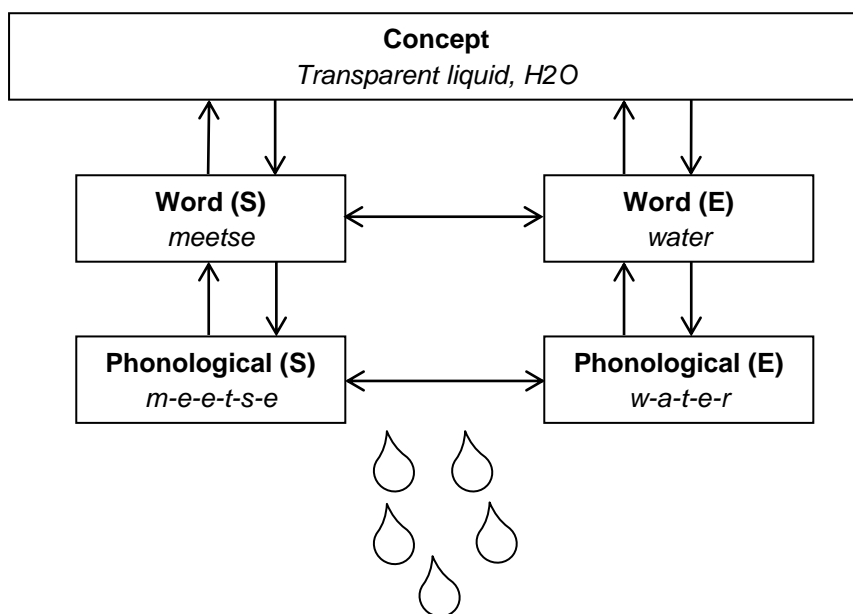 Concept
Transparent liquid, H2O
Word (S)
meetse
Word (E)
water
Phonological (S)
m-e-e-t-s-e
Phonological (E)
w-a-t-e-r